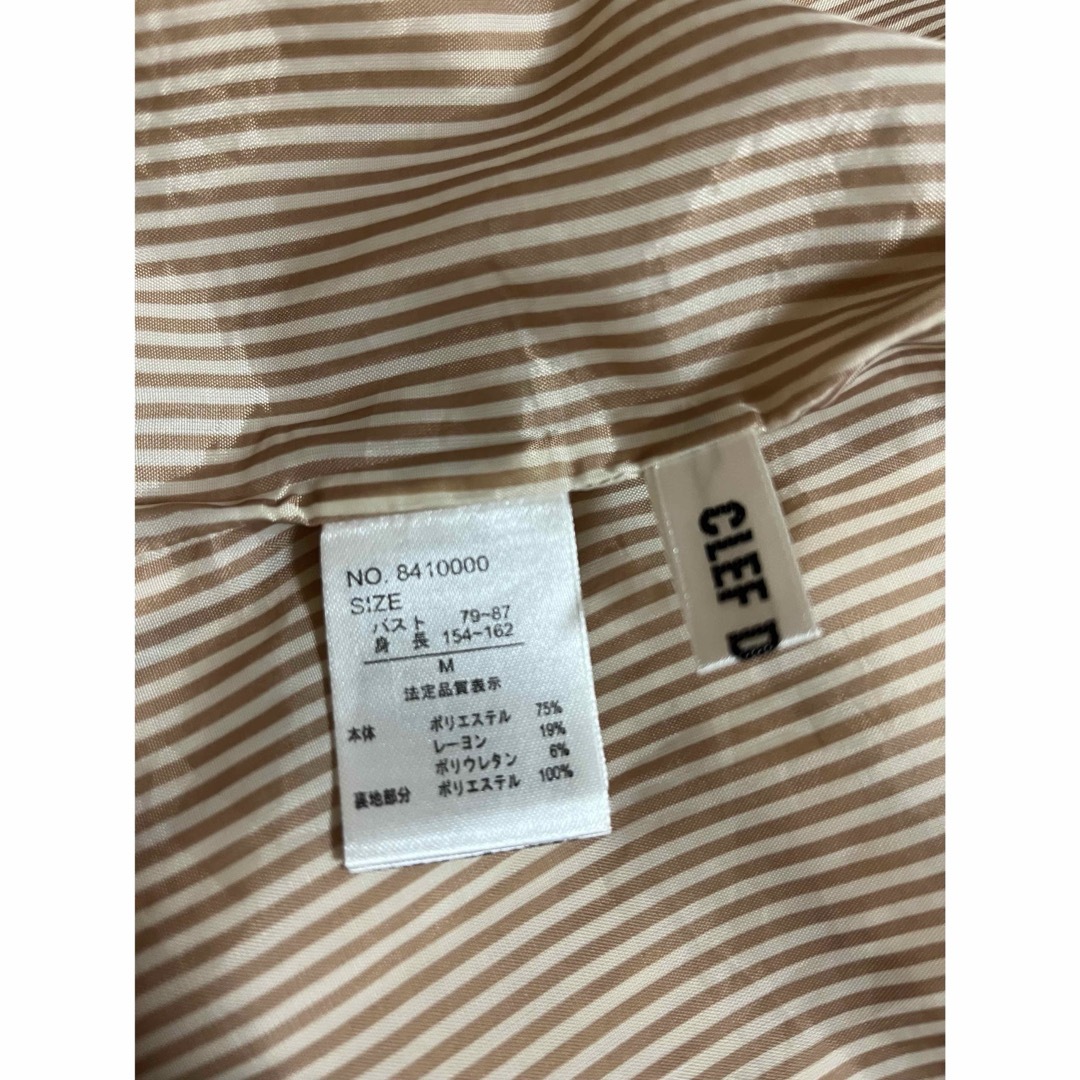 NO. 8410000
SIZE
バスト 79~87
身 長 154~162
M
法定品質表示
本体 ポリエステル 75%
レーヨン 19%
ポリウレタン 6%
裏地部分 ポリエステル 100%
CLEF D